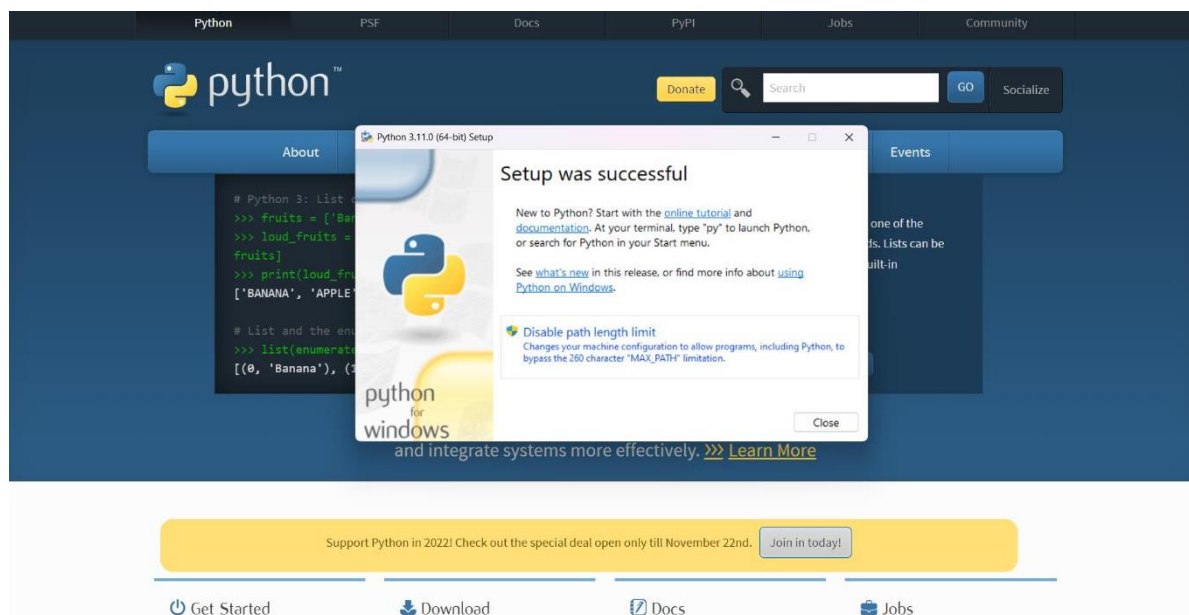 Python PSF Docs PyPI Jobs Community
python™
Donate Search GO Socialize
About Events
Python 3.11.0 (64-bit) Setup
Setup was successful
New to Python? Start with the online tutorial and
documentation. At your terminal, type "py" to launch Python,
or search for Python in your Start menu.
See what's new in this release, or find more info about using
Python on Windows.
Disable path length limit
Changes your machine configuration to allow programs, including Python, to
bypass the 260 character "MAX_PATH" limitation.
python
for
windows
Close
# Python 3: List
>>> fruits = ['Ban
>>> loud_fruits =
fruits]
>>> print(loud_fru
['BANANA', 'APPLE'
# List and the enu
>>> list(enumerate
[(0, 'Banana'), (1
one of the
ds. Lists can be
uilt-in
and integrate systems more effectively. >>> Learn More
Support Python in 2022! Check out the special deal open only till November 22nd. Join in today!
Get Started Download Docs Jobs